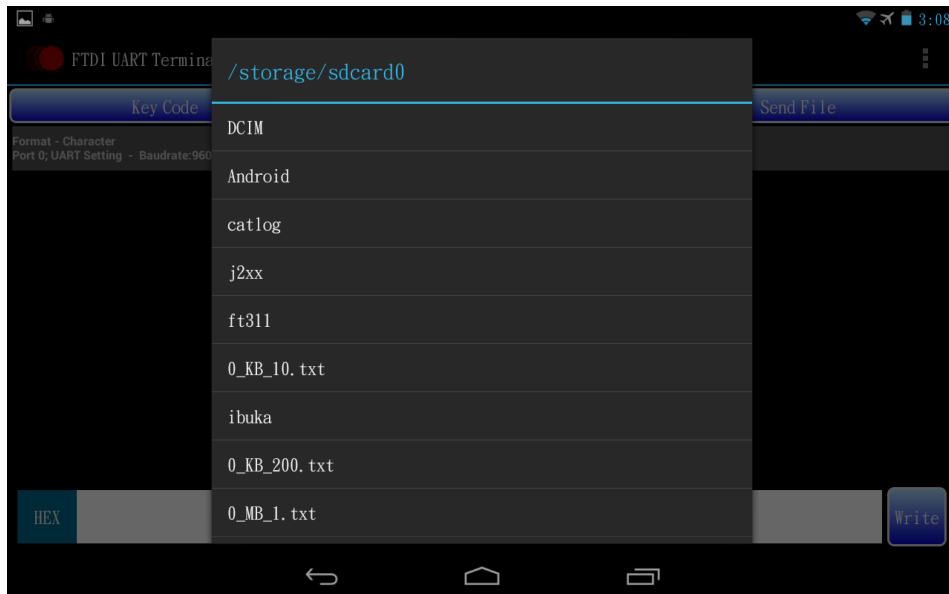 3:08
FTDI UART Termina
/storage/sdcard0
Key Code
Send File
Format - Character
Port 0; UART Setting - Baudrate:960
DCIM
Android
catlog
j2xx
ft311
0_KB_10.txt
ibuka
0_KB_200.txt
0_MB_1.txt
HEX
Write